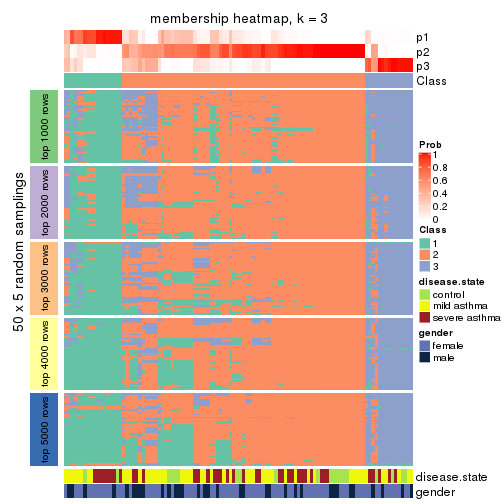 membership heatmap, k = 3
p1
p2
p3
Class
50 x 5 random samplings
top 1000 rows
top 2000 rows
top 3000 rows
top 4000 rows
top 5000 rows
disease.state
gender
Prob
1
0.8
0.6
0.4
0.2
0
Class
1
2
3
disease.state
control
mild asthma
severe asthma
gender
female
male